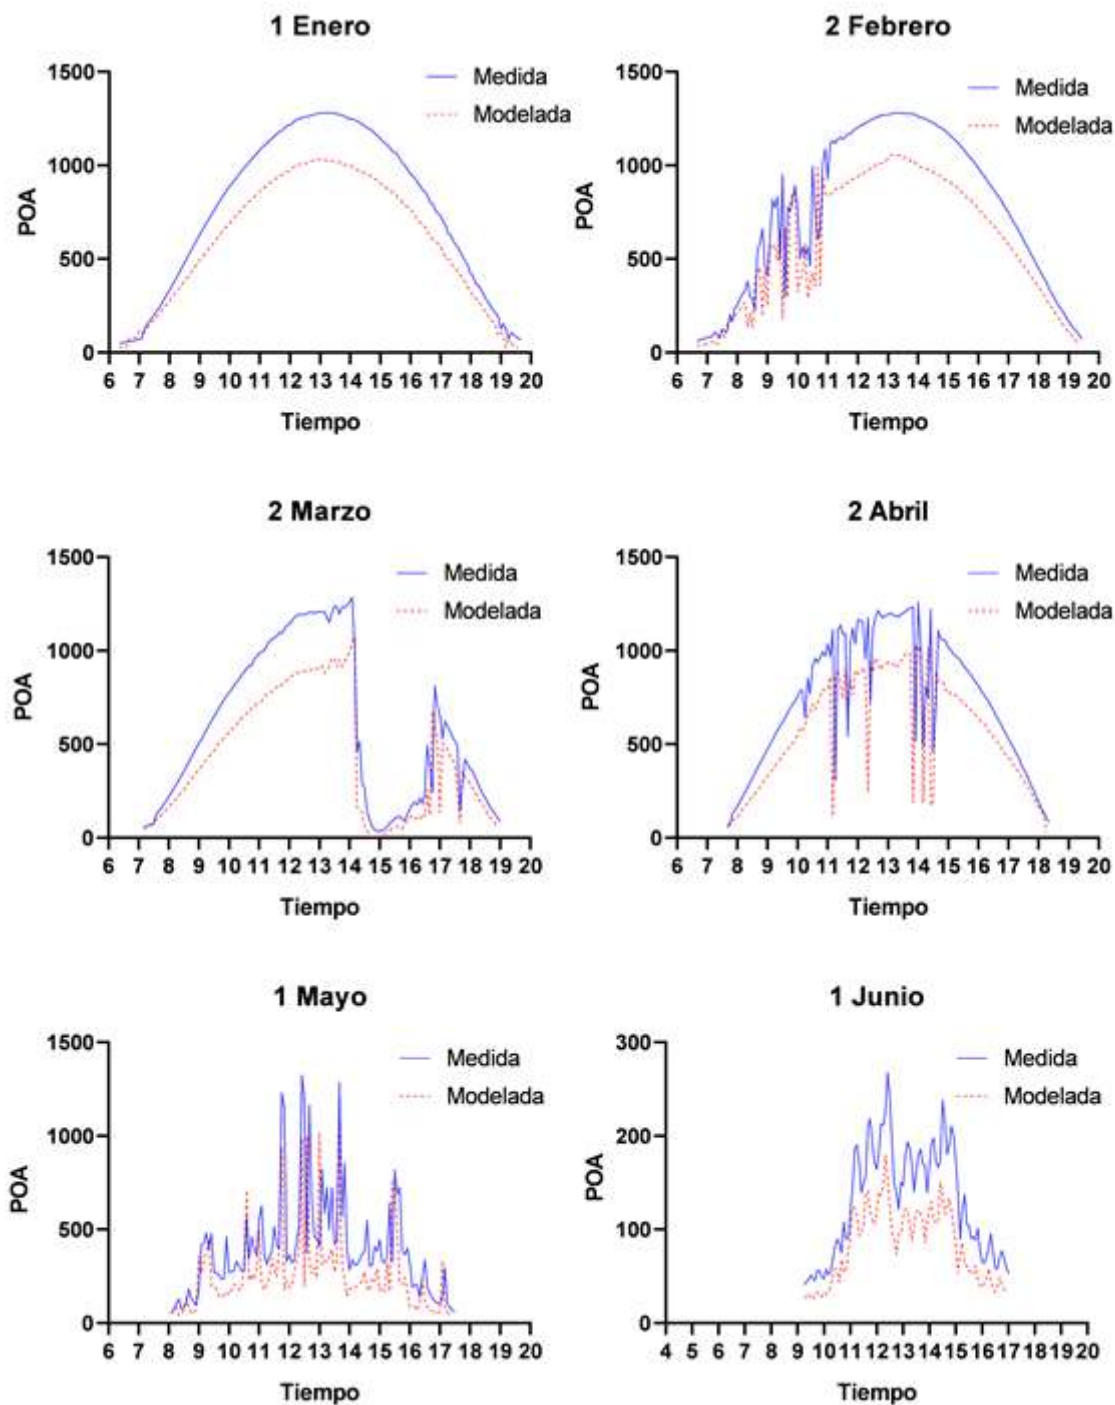 1 Enero
1500
1000
500
0
POA
Medida
Modelada
6 7 8 9 10 11 12 13 14 15 16 17 18 19 20
Tiempo
2 Febrero
1500
1000
500
0
POA
Medida
Modelada
6 7 8 9 10 11 12 13 14 15 16 17 18 19 20
Tiempo
2 Marzo
1500
1000
500
0
POA
Medida
Modelada
6 7 8 9 10 11 12 13 14 15 16 17 18 19 20
Tiempo
2 Abril
1500
1000
500
0
POA
Medida
Modelada
6 7 8 9 10 11 12 13 14 15 16 17 18 19 20
Tiempo
1 Mayo
1500
1000
500
0
POA
Medida
Modelada
6 7 8 9 10 11 12 13 14 15 16 17 18 19 20
Tiempo
1 Junio
300
200
100
0
POA
Medida
Modelada
4 5 6 7 8 9 10 11 12 13 14 15 16 17 18 19 20
Tiempo